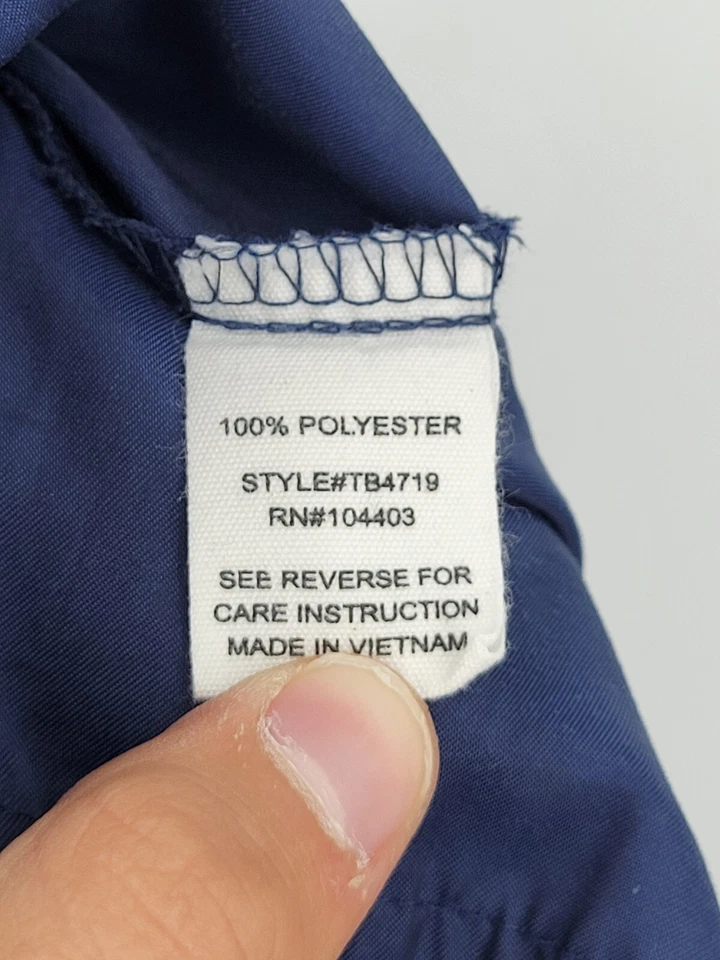 100% POLYESTER
STYLE#TB4719
RN#104403
SEE REVERSE FOR
CARE INSTRUCTION
MADE IN VIETNAM